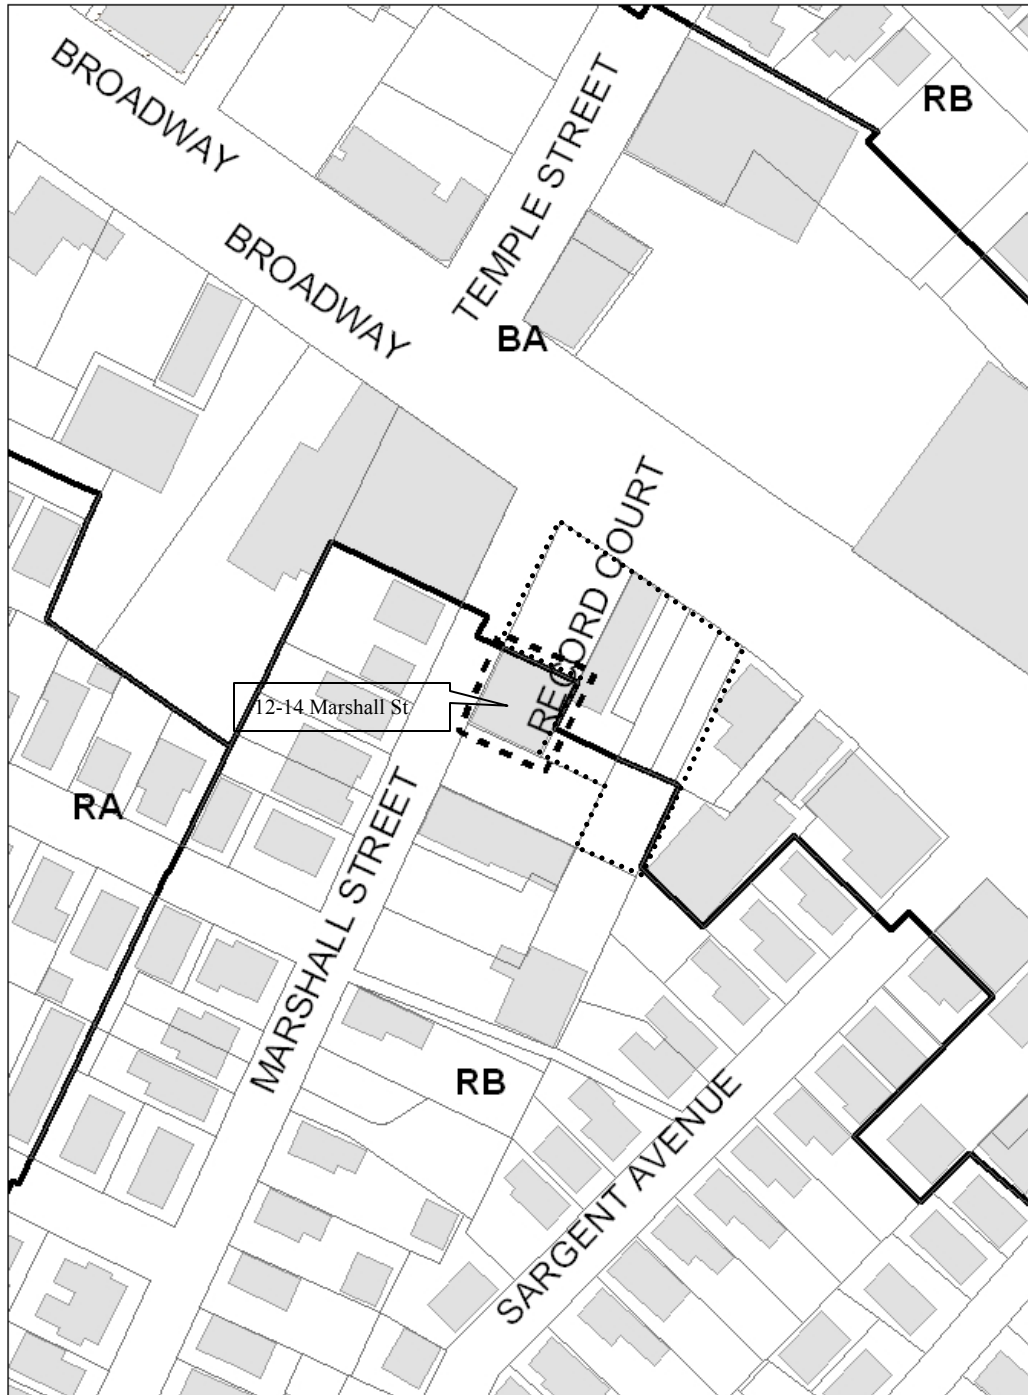 BROADWAY
TEMPLE STREET
RB
BROADWAY
BA
RECORD COURT
12-14 Marshall St
RA
MARSHALL STREET
RB
SARGENT AVENUE